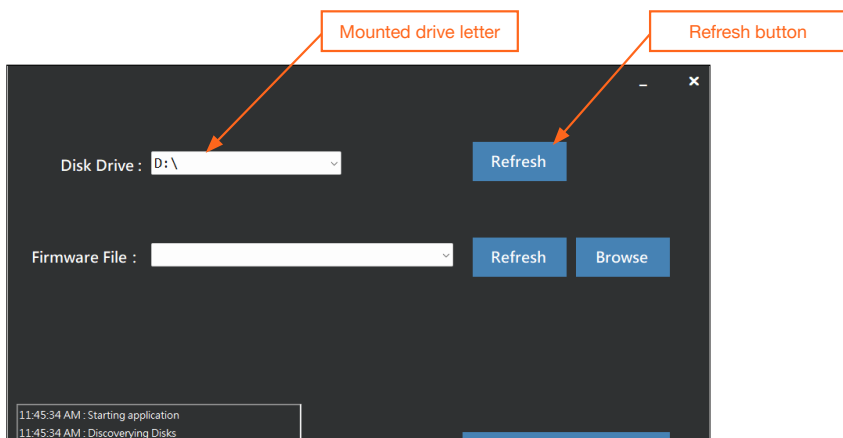 Mounted drive letter
Refresh button
Disk Drive :
D:\
Refresh
Firmware File :
Refresh
Browse
11:45:34 AM : Starting application
11:45:34 AM : Discoverying Disks